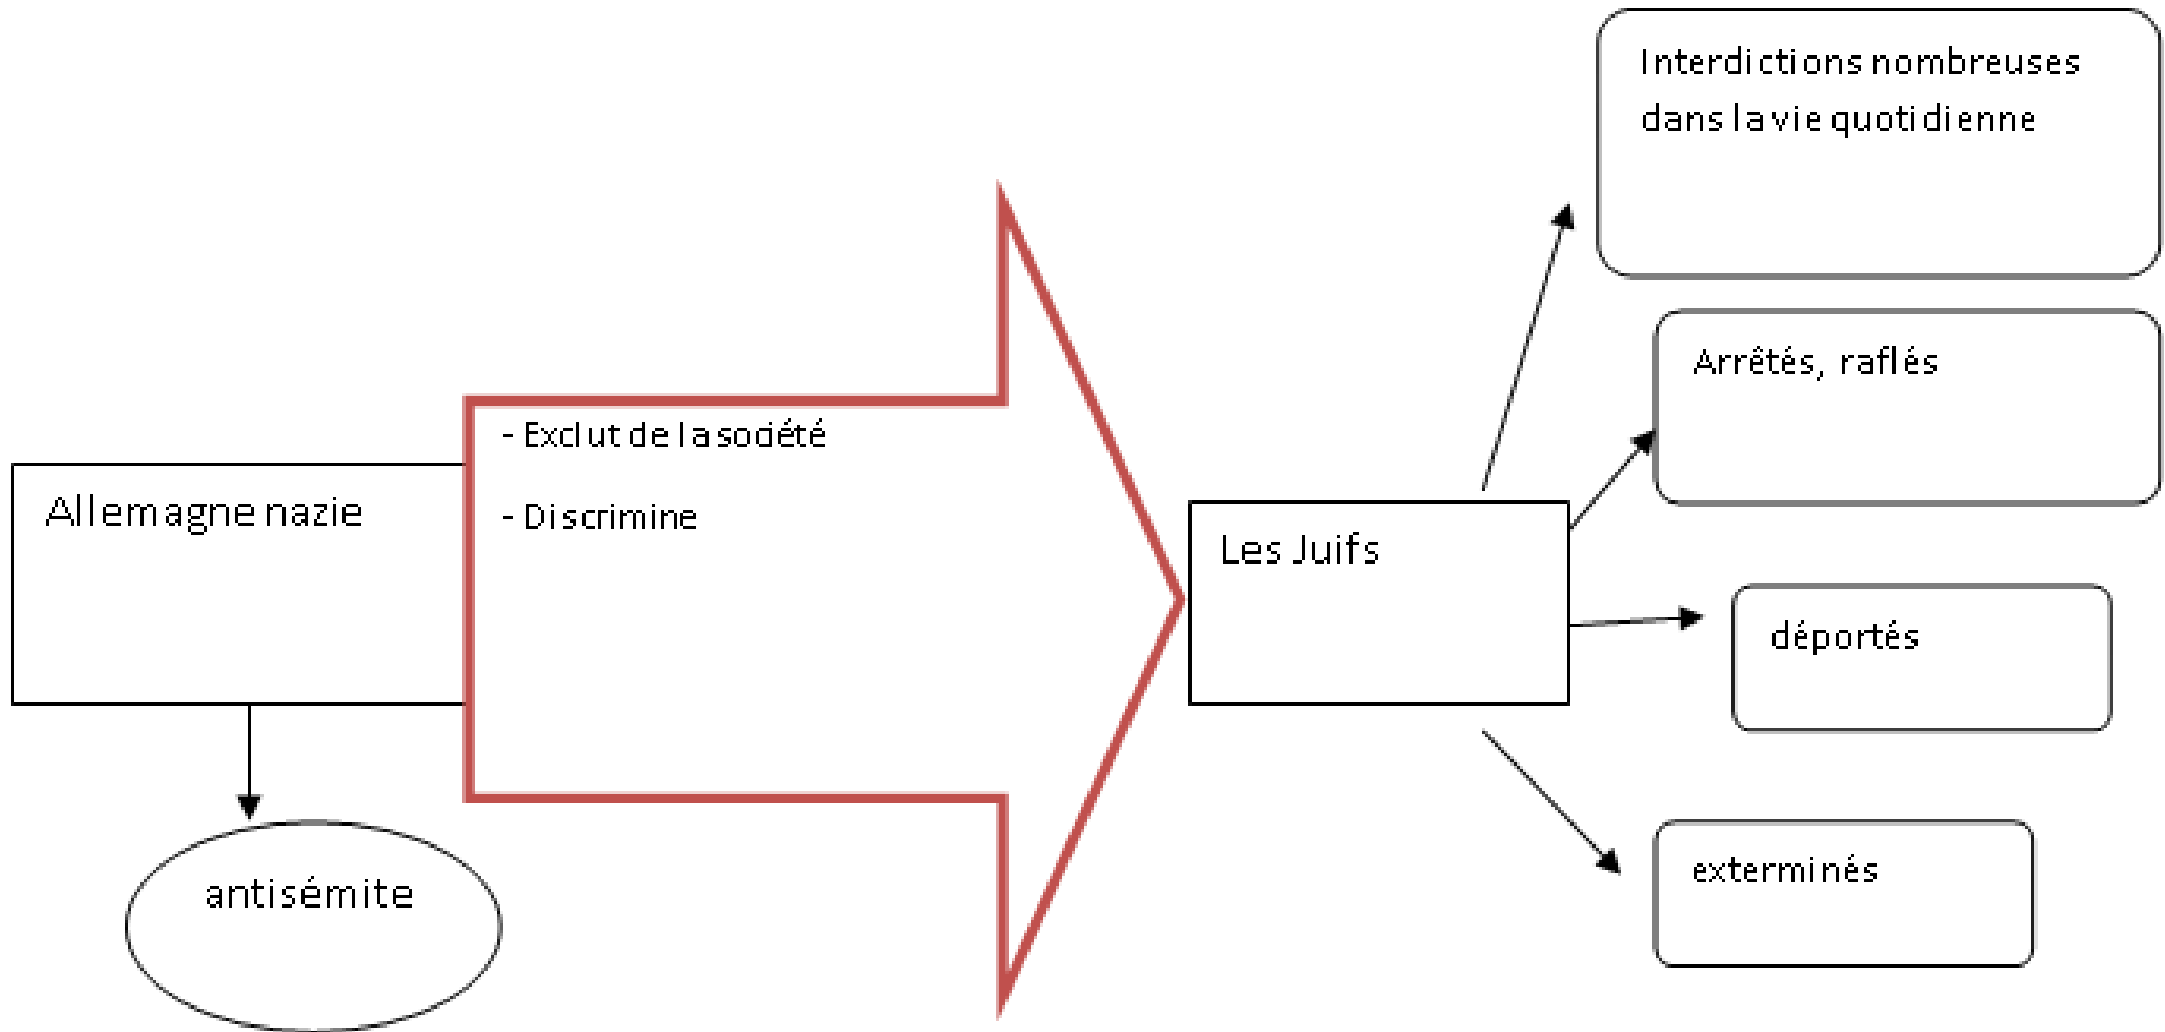 Interdictions nombreuses
dans la vie quotidienne
Arrêtés, raflés
- Exclut de la société
- Discrimine
Allemagne nazie
Les Juifs
déportés
antisémite
exterminés